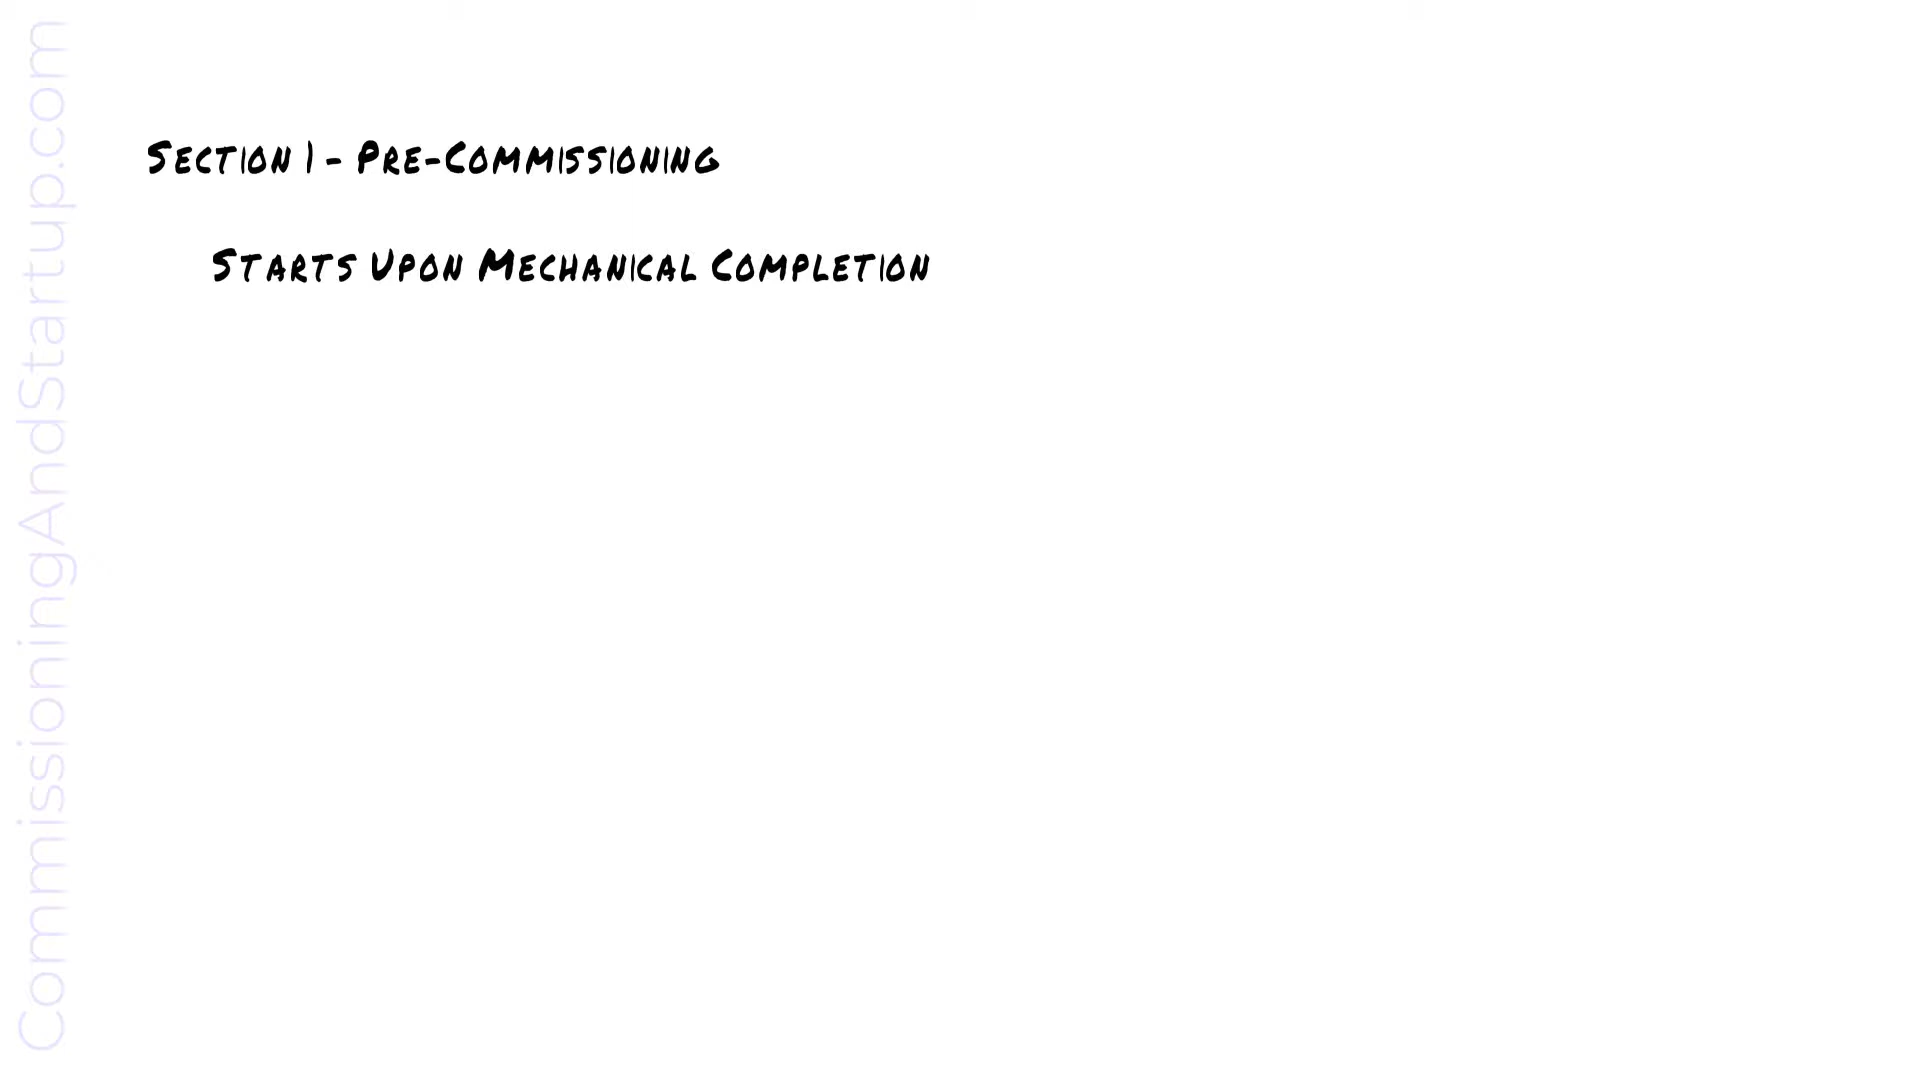 CommissioningAndStartup.com
Section 1 - Pre-Commissioning
Starts Upon Mechanical Completion